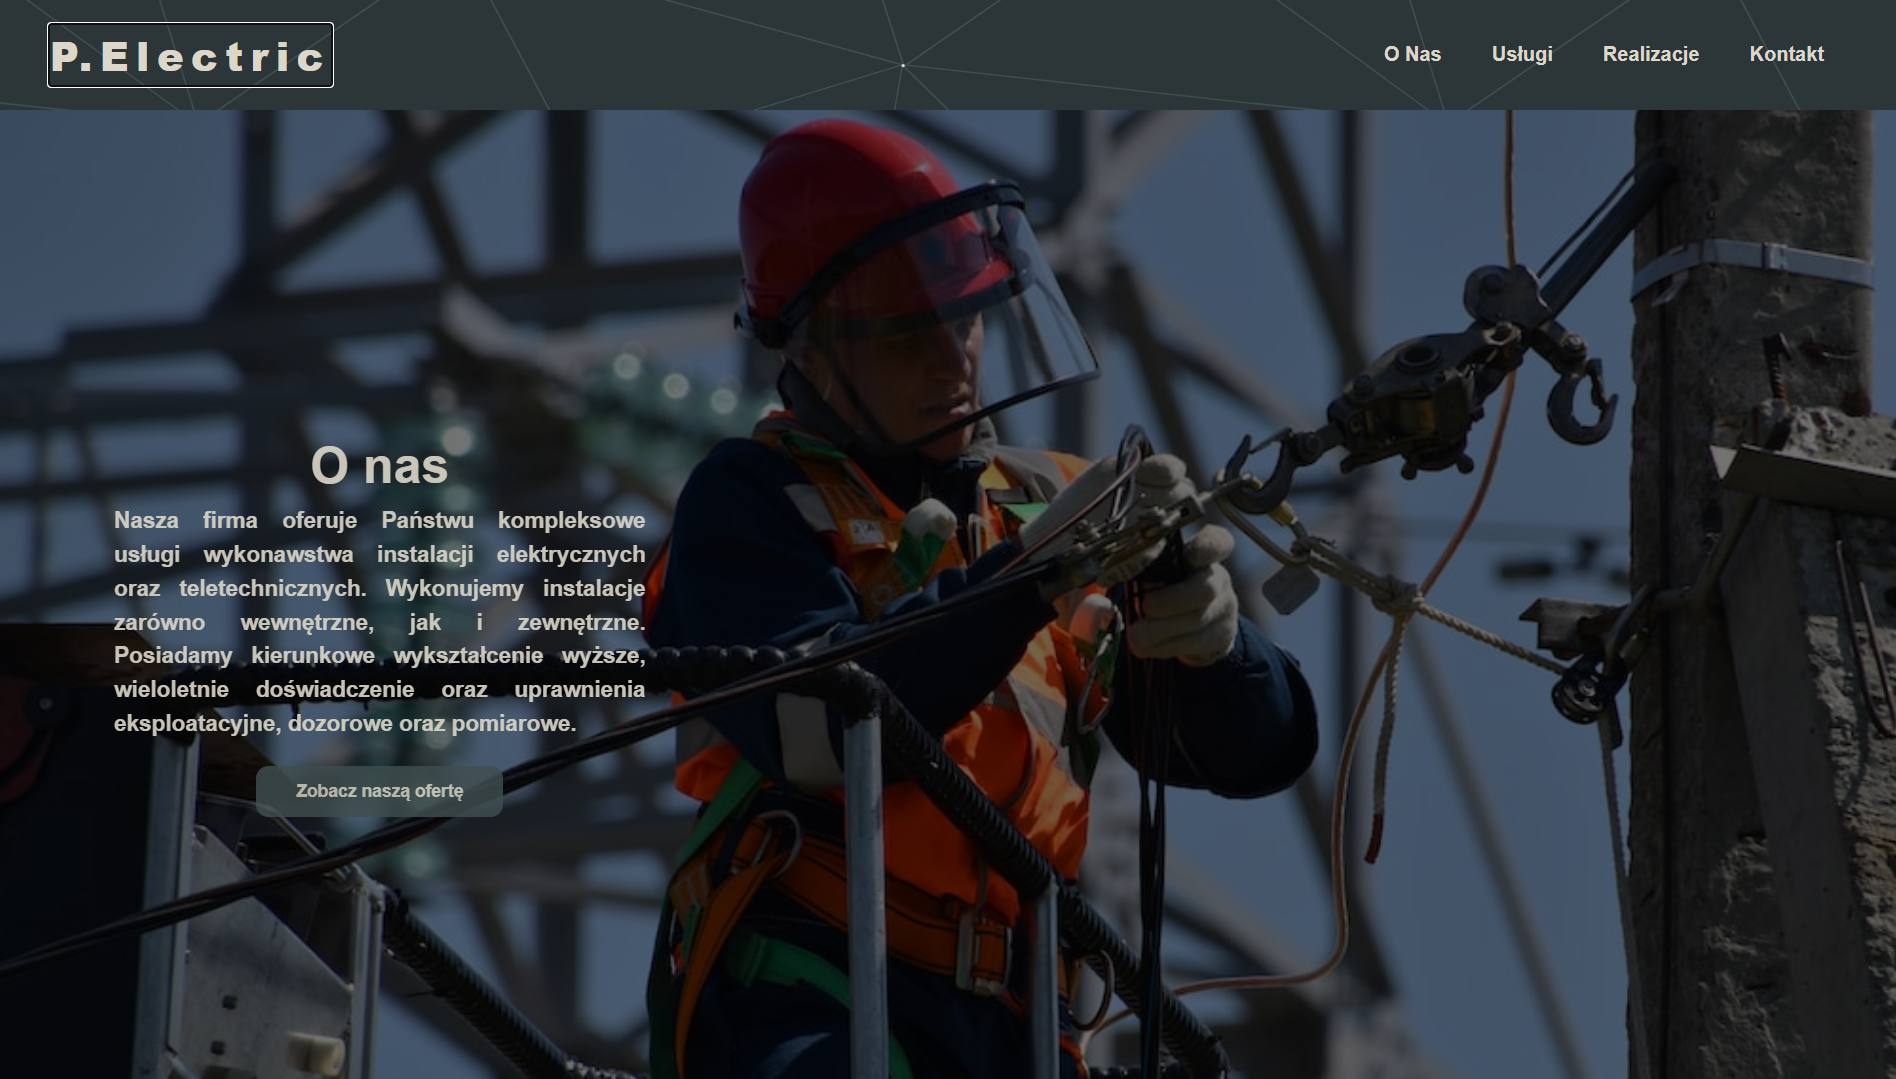 P.Electric
O Nas
Usługi
Realizacje
Kontakt
O nas
Nasza firma oferuje Państwu kompleksowe
usługi wykonawstwa instalacji elektrycznych
oraz teletechnicznych. Wykonujemy instalacje
zarówno wewnętrzne, jak i zewnętrzne.
Posiadamy kierunkowe wykształcenie wyższe,
wieloletnie doświadczenie oraz uprawnienia
eksploatacyjne, dozorowe oraz pomiarowe.
Zobacz naszą ofertę